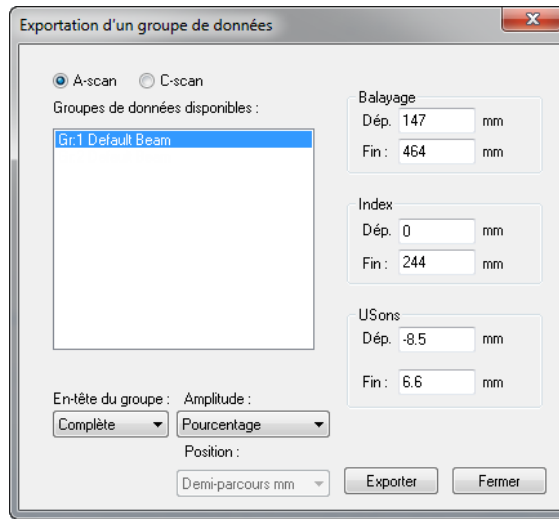 Exportation d'un groupe de données
A-scan C-scan
Groupes de données disponibles :
Gr:1 Default Beam
Balayage
Dép. 147 mm
Fin : 464 mm
Index
Dép. 0 mm
Fin : 244 mm
USons
Dép. -8.5 mm
Fin : 6.6 mm
En-tête du groupe : Amplitude :
Complète Pourcentage
Position :
Demi-parcours mm
Exporter Fermer